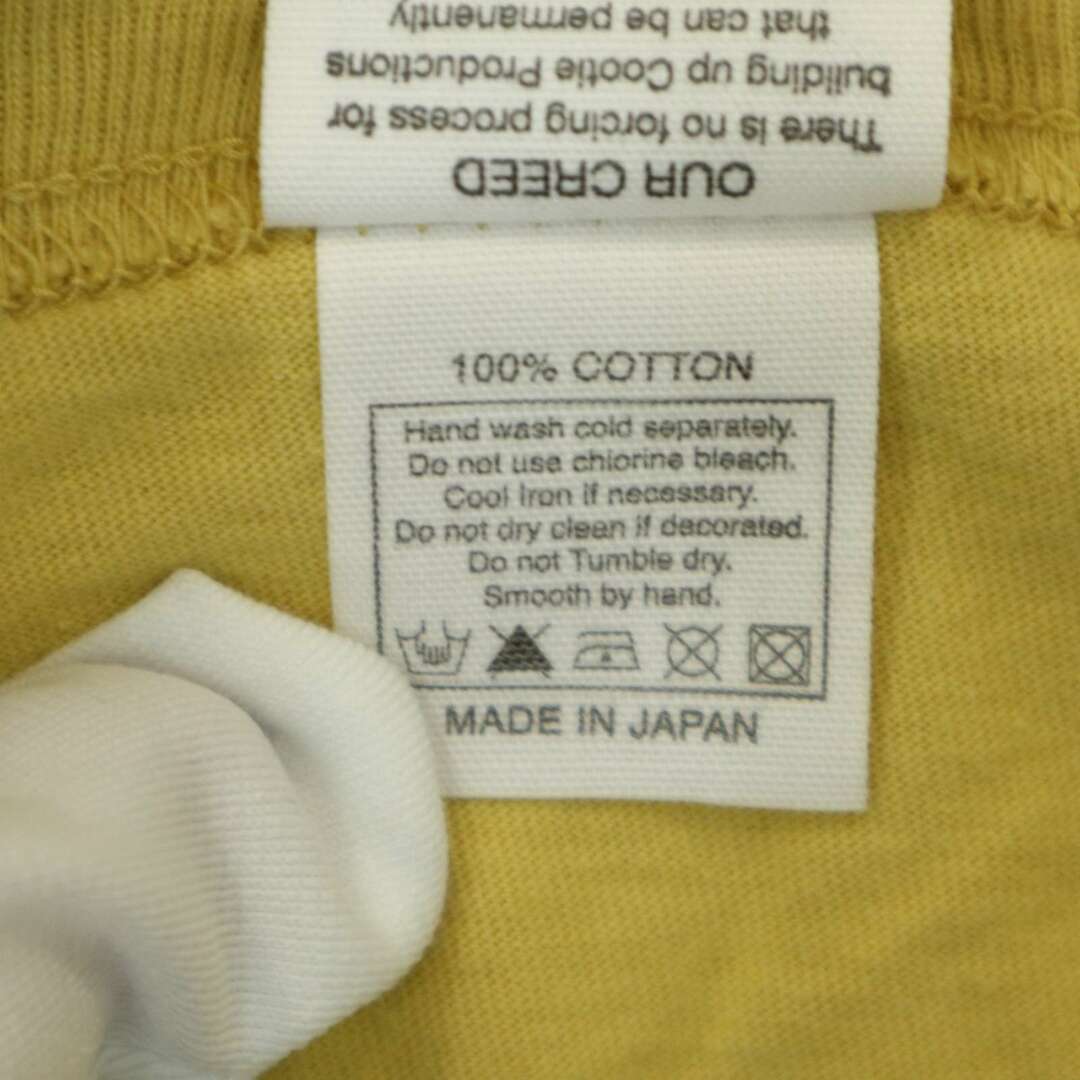 OUR CREED
There is no forcing process for
building up Cootie Productions
that can be permanently
100% COTTON
Hand wash cold separately.
Do not use chlorine bleach.
Cool Iron if necessary.
Do not dry clean if decorated.
Do not Tumble dry.
Smooth by hand.
MADE IN JAPAN